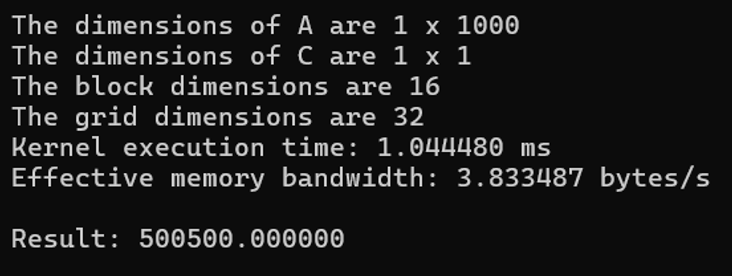 The dimensions of A are 1 x 1000
The dimensions of C are 1 x 1
The block dimensions are 16
The grid dimensions are 32
Kernel execution time: 1.044480 ms
Effective memory bandwidth: 3.833487 bytes/s
Result: 500500.000000